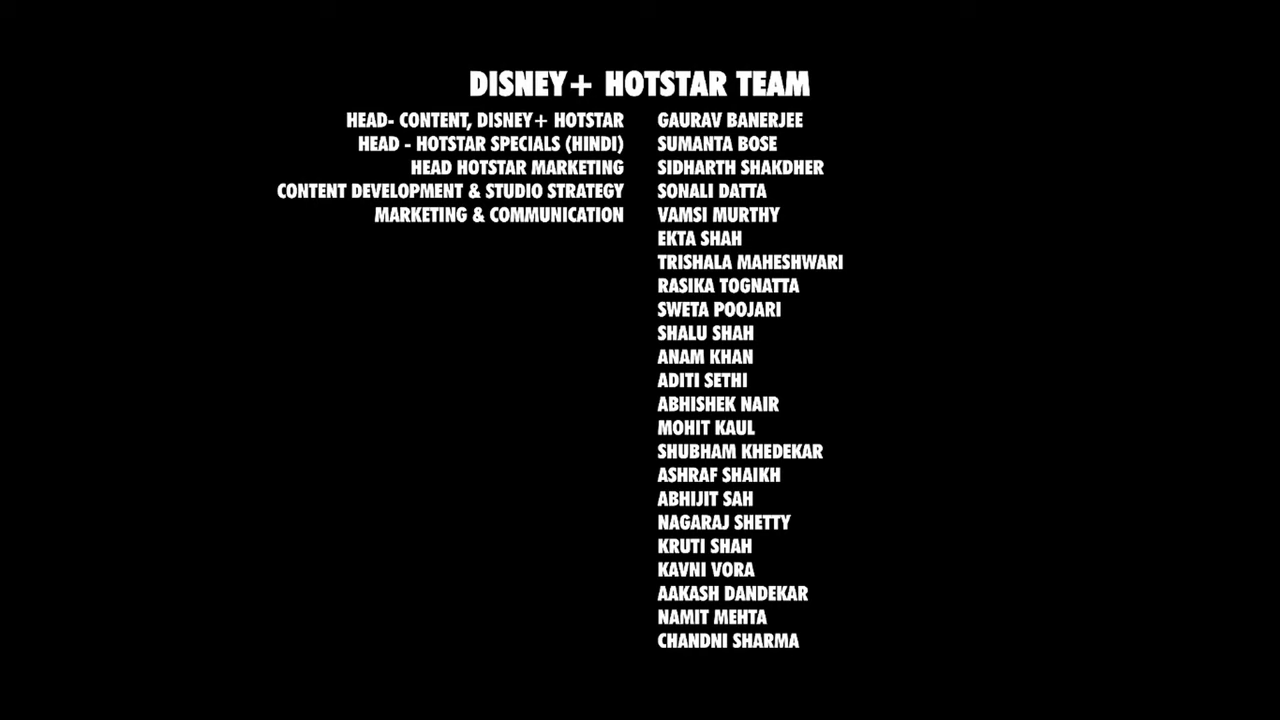 DISNEY+ HOTSTAR TEAM
HEAD- CONTENT, DISNEY+ HOTSTAR GAURAV BANERJEE
HEAD - HOTSTAR SPECIALS (HINDI) SUMANTA BOSE
HEAD HOTSTAR MARKETING SIDHARTH SHAKDHER
CONTENT DEVELOPMENT & STUDIO STRATEGY SONALI DATTA
MARKETING & COMMUNICATION VAMSI MURTHY
EKTA SHAH
TRISHALA MAHESHWARI
RASIKA TOGNATTA
SWETA POOJARI
SHALU SHAH
ANAM KHAN
ADITI SETHI
ABHISHEK NAIR
MOHIT KAUL
SHUBHAM KHEDEKAR
ASHRAF SHAIKH
ABHIJIT SAH
NAGARAJ SHETTY
KRUTI SHAH
KAVNI VORA
AAKASH DANDEKAR
NAMIT MEHTA
CHANDNI SHARMA